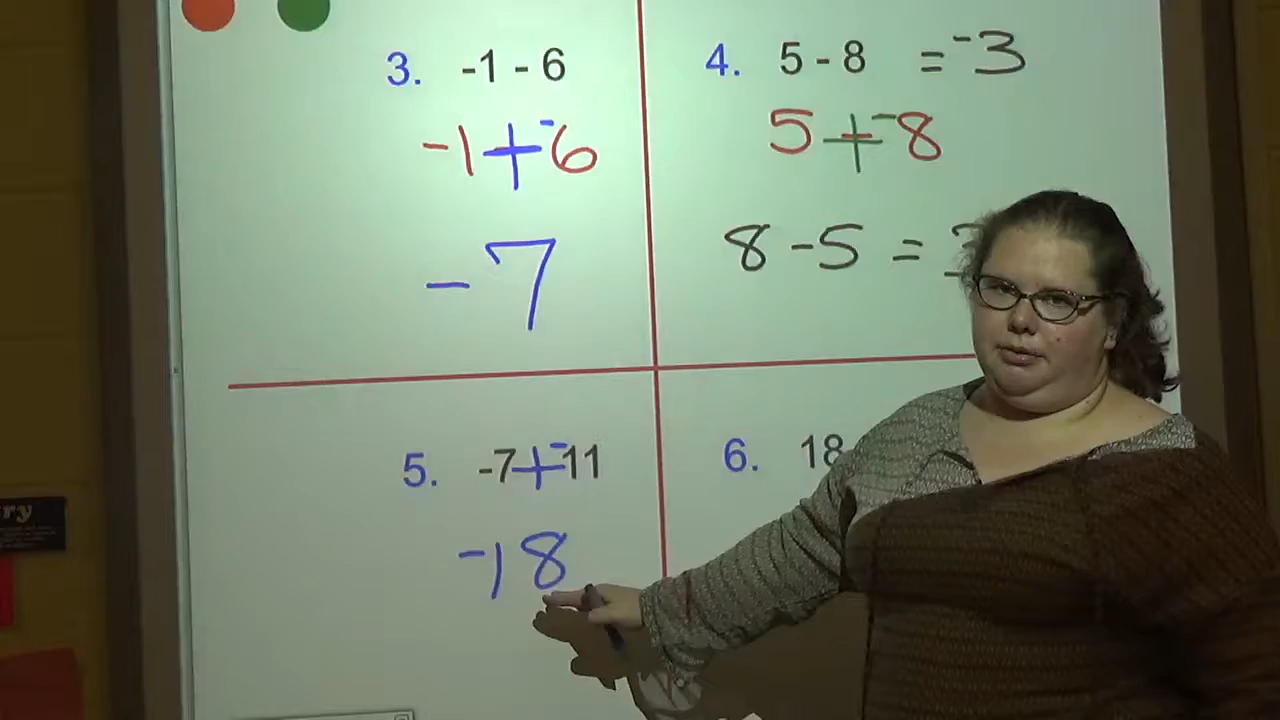 3. -1 - 6
-1 + -6
-7
4. 5 - 8 = -3
5 + -8
8 - 5 =
5. -7 + -11
-18
6. 18
ry